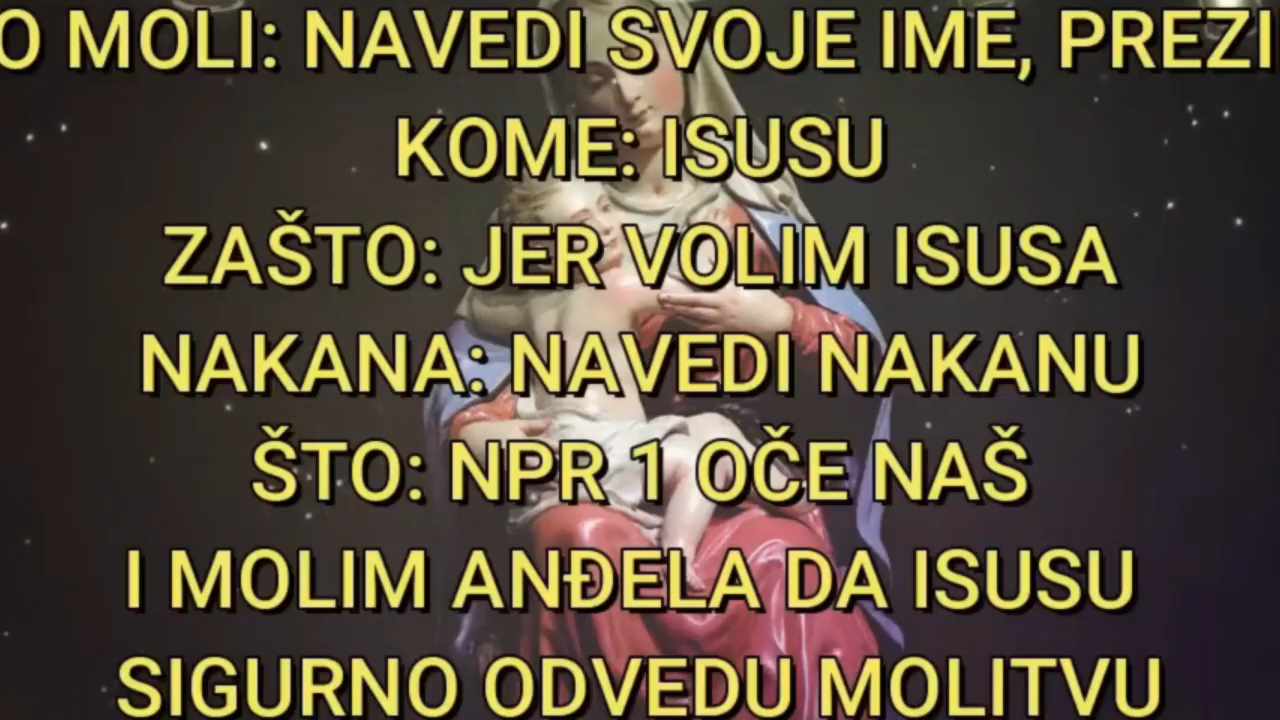 O MOLI: NAVEDI SVOJE IME, PREZI
KOME: ISUSU
ZAŠTO: JER VOLIM ISUSA
NAKANA: NAVEDI NAKANU
ŠTO: NPR 1 OČE NAŠ
I MOLIM ANĐELA DA ISUSU
SIGURNO ODVEDU MOLITVU